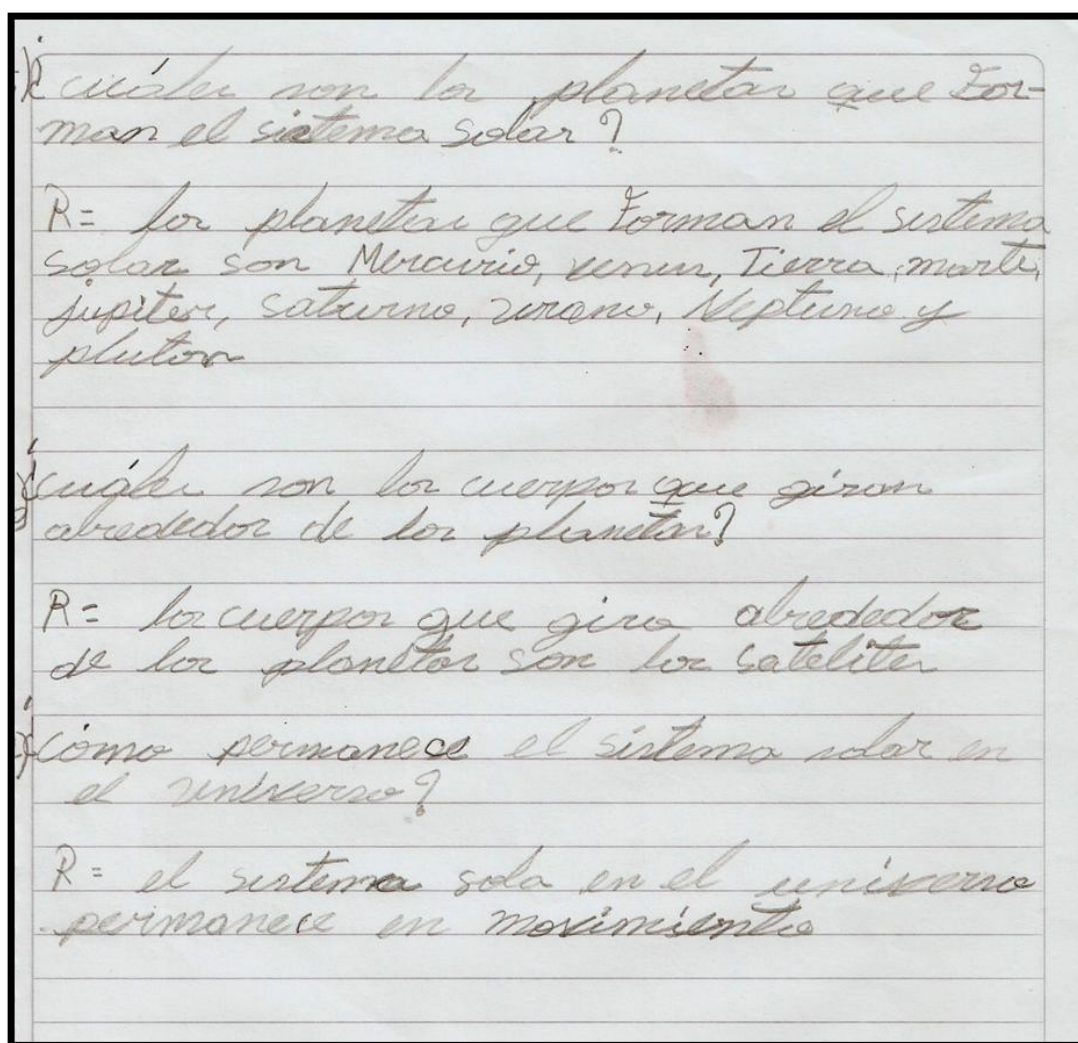 ¿cuáles son los planetas que For-
man el sistema Solar?
R= los planetas que Forman el sistema
Solar son Mercurio, venus, Tierra, marte,
jupiter, saturno, urano, Neptuno y
pluton
¿cuáles son los cuerpos que giran
alrededor de los planetas?
R= los cuerpos que gira alrededor
de los planetas son los sateliter
¿cómo permanece el sistema solar en
el universo?
R= el sistema sola en el universo
permanece en movimiento